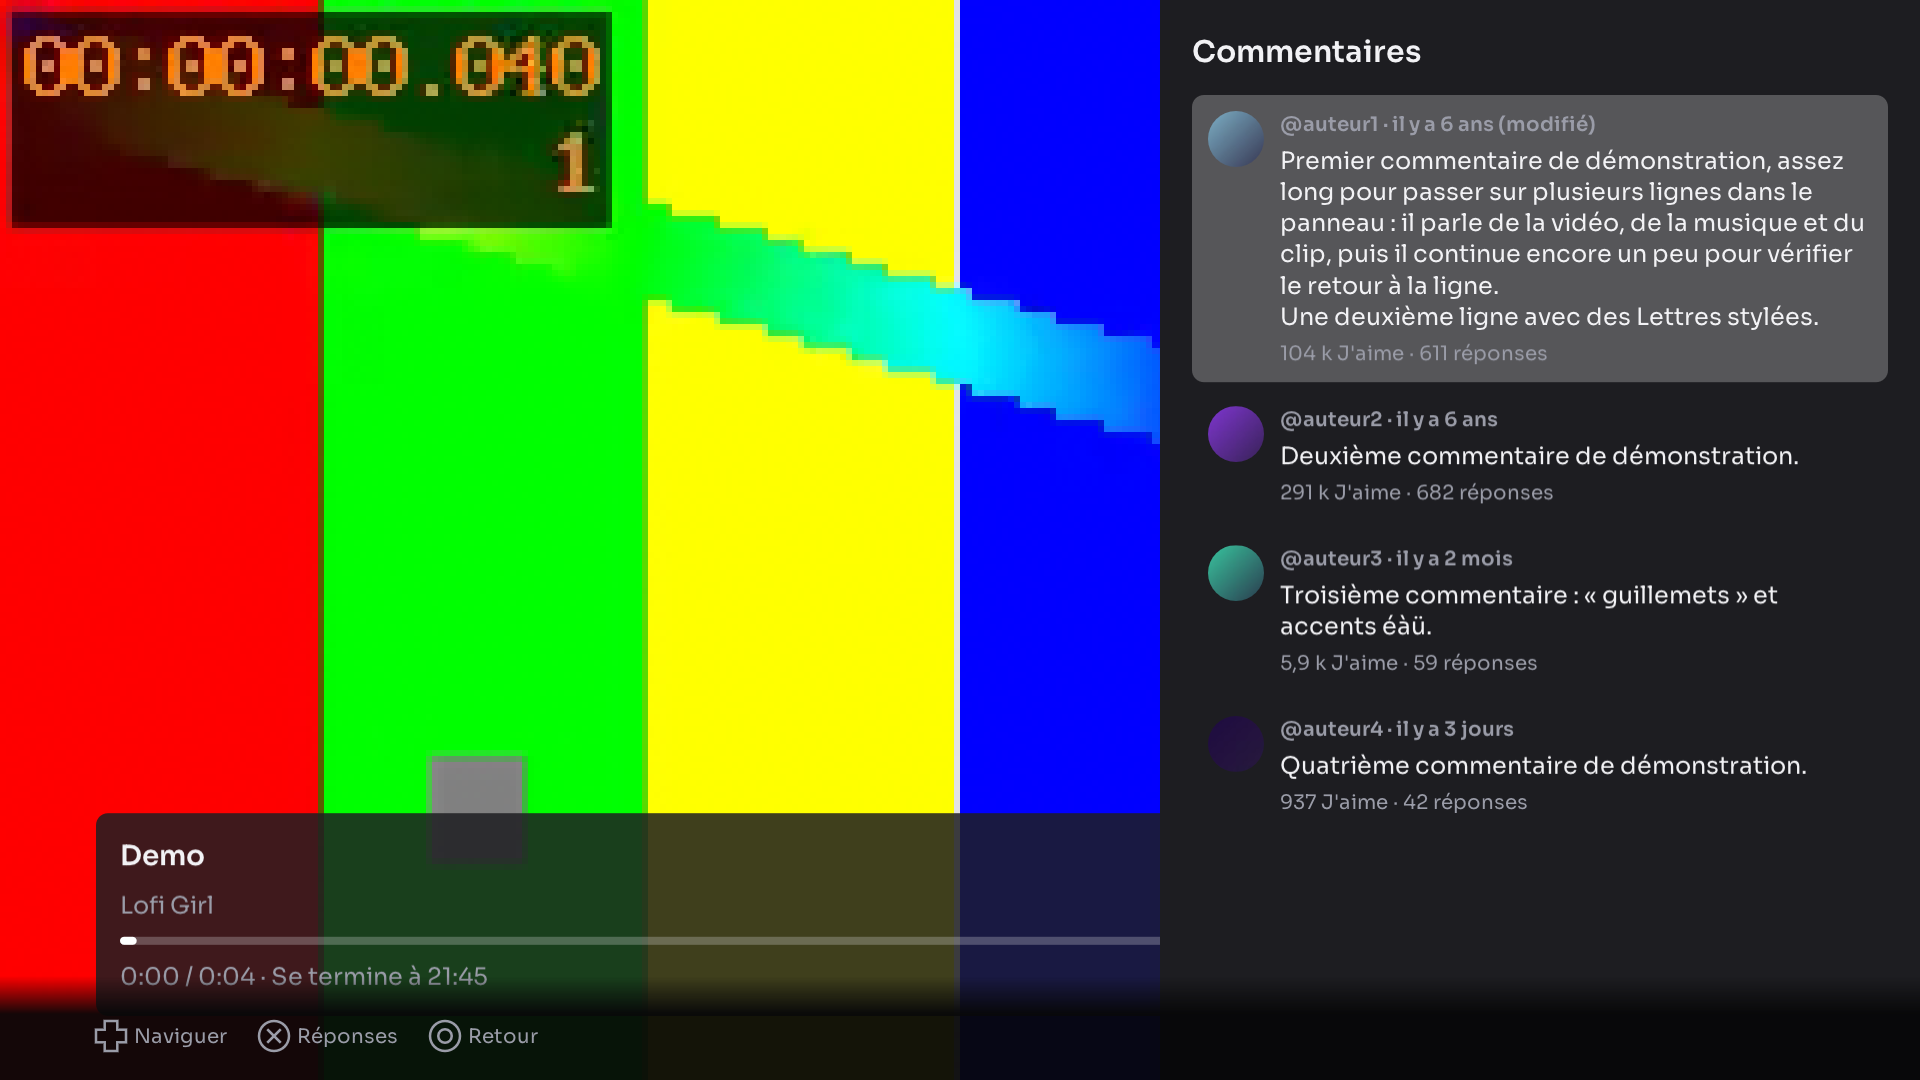 00:00:00.040
1
Commentaires
@auteur1 · il y a 6 ans (modifié)
Premier commentaire de démonstration, assez
long pour passer sur plusieurs lignes dans le
panneau : il parle de la vidéo, de la musique et du
clip, puis il continue encore un peu pour vérifier
le retour à la ligne.
Une deuxième ligne avec des Lettres stylées.
104 k J'aime · 611 réponses
@auteur2 · il y a 6 ans
Deuxième commentaire de démonstration.
291 k J'aime · 682 réponses
@auteur3 · il y a 2 mois
Troisième commentaire : « guillemets » et
accents éàü.
5,9 k J'aime · 59 réponses
@auteur4 · il y a 3 jours
Quatrième commentaire de démonstration.
937 J'aime · 42 réponses
Demo
Lofi Girl
0:00 / 0:04 · Se termine à 21:45
Naviguer
Réponses
Retour